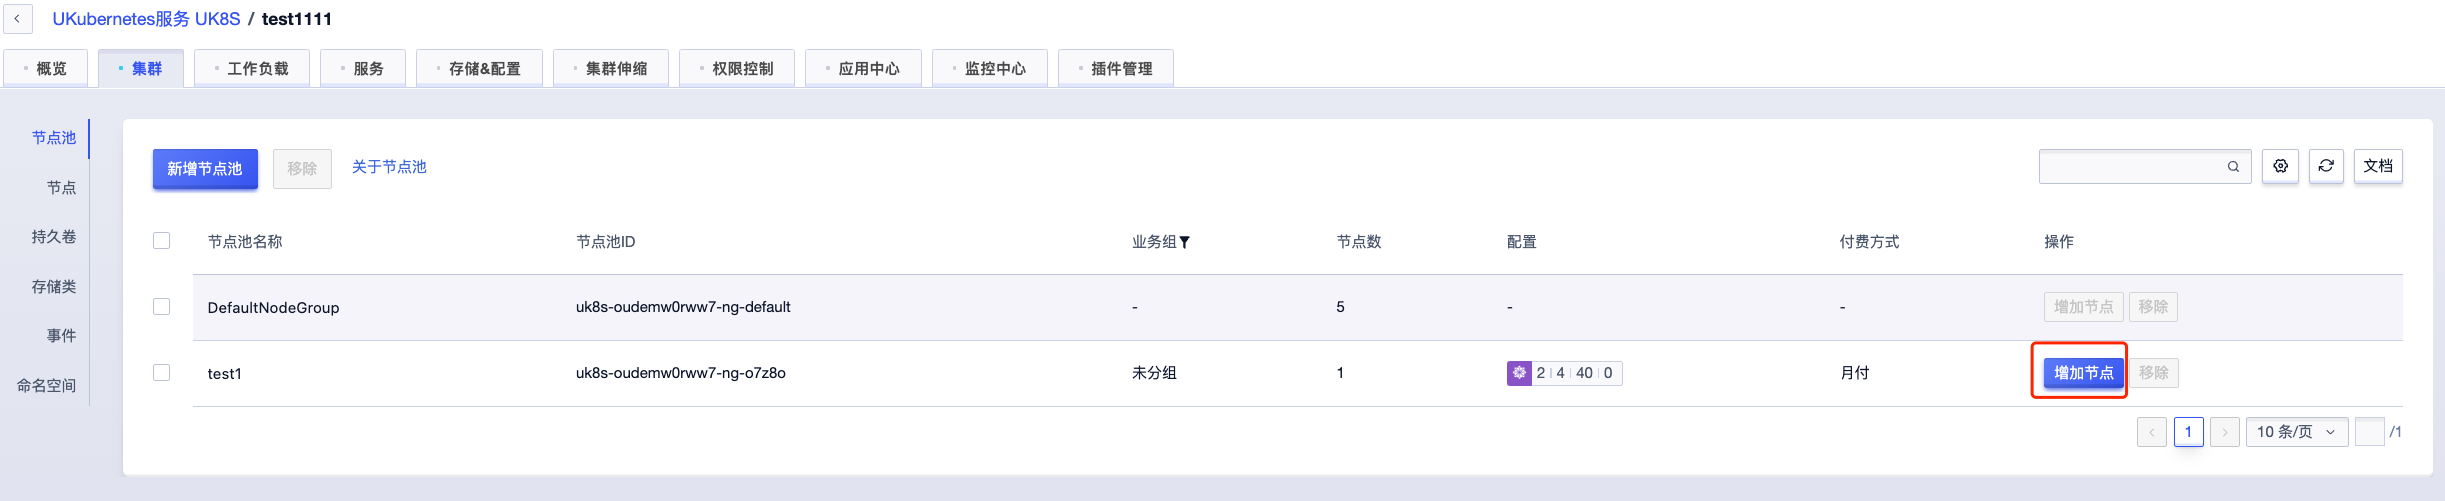 UKubernetes服务 UK8S / test1111
概览 集群 工作负载 服务 存储&配置 集群伸缩 权限控制 应用中心 监控中心 插件管理
节点池
节点
持久卷
存储类
事件
命名空间
新增节点池 移除 关于节点池 文档
节点池名称 节点池ID 业务组 节点数 配置 付费方式 操作
DefaultNodeGroup uk8s-oudemw0rww7-ng-default - 5 - - 增加节点 移除
test1 uk8s-oudemw0rww7-ng-o7z8o 未分组 1 2 | 4 | 40 | 0 月付 增加节点 移除
1 10 条/页 /1